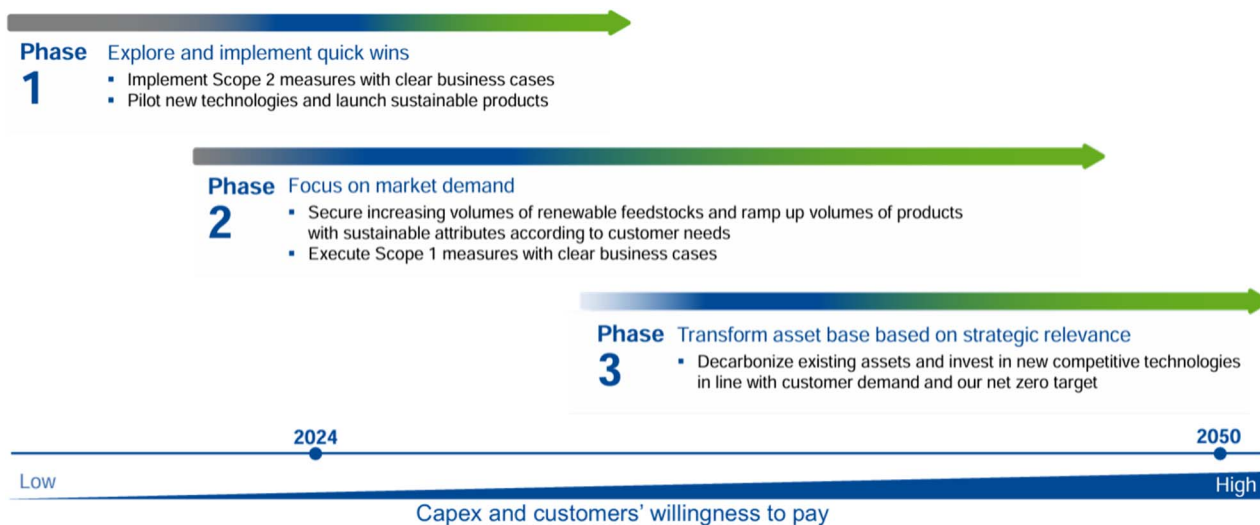 Phase Explore and implement quick wins
1
▪ Implement Scope 2 measures with clear business cases
▪ Pilot new technologies and launch sustainable products
Phase Focus on market demand
2
▪ Secure increasing volumes of renewable feedstocks and ramp up volumes of products
with sustainable attributes according to customer needs
▪ Execute Scope 1 measures with clear business cases
Phase Transform asset base based on strategic relevance
3
▪ Decarbonize existing assets and invest in new competitive technologies
in line with customer demand and our net zero target
2024 2050
Low High
Capex and customers’ willingness to pay